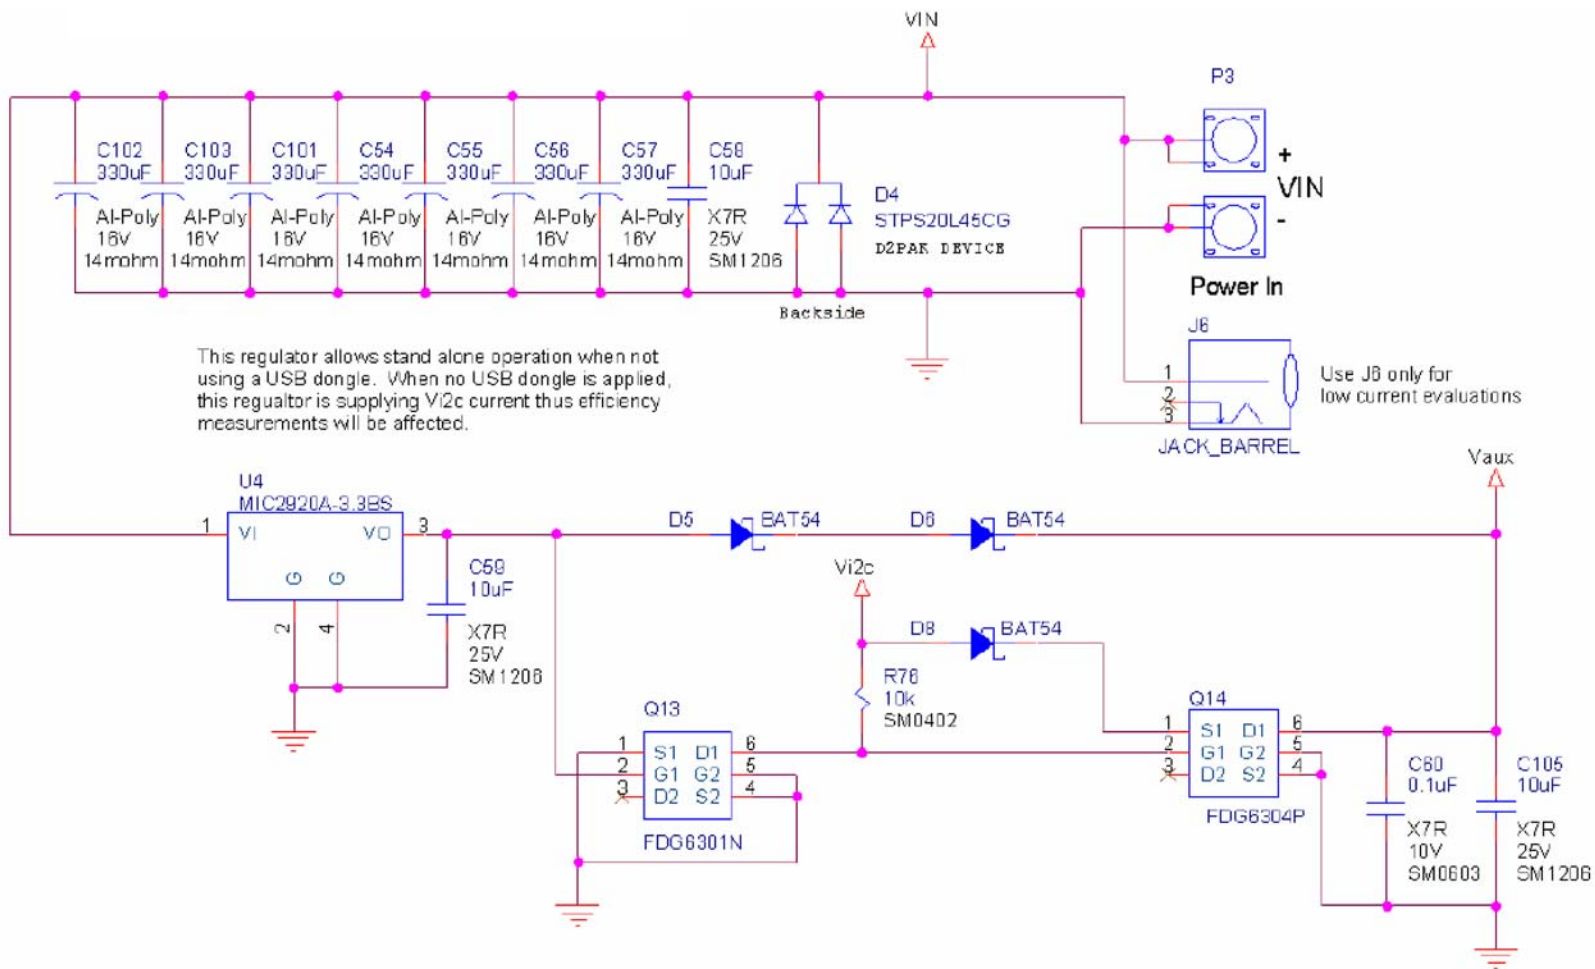 VIN
P3
+
VIN
-
Power In
C102
330uF
Al-Poly
16V
14mohm
C103
330uF
Al-Poly
16V
14mohm
C101
330uF
Al-Poly
16V
14mohm
C54
330uF
Al-Poly
16V
14mohm
C55
330uF
Al-Poly
16V
14mohm
C56
330uF
Al-Poly
16V
14mohm
C57
330uF
Al-Poly
16V
14mohm
C58
10uF
X7R
25V
SM1206
D4
STPS20L45CG
D2PAK DEVICE
Backside
J6
1
2
3
JACK_BARREL
Use J6 only for
low current evaluations
This regulator allows stand alone operation when not
using a USB dongle. When no USB dongle is applied,
this regualtor is supplying Vi2c current thus efficiency
measurements will be affected.
U4
MIC2920A-3.3BS
1
VI
VO
3
G
G
2
4
C59
10uF
X7R
25V
SM1206
D5
BAT54
D6
BAT54
Vaux
Vi2c
D8
BAT54
R76
10k
SM0402
Q13
1
S1
D1
6
2
G1
G2
5
3
D2
S2
4
FDG6301N
Q14
1
S1
D1
6
2
G1
G2
5
3
D2
S2
4
FDG6304P
C60
0.1uF
X7R
10V
SM0603
C105
10uF
X7R
25V
SM1206